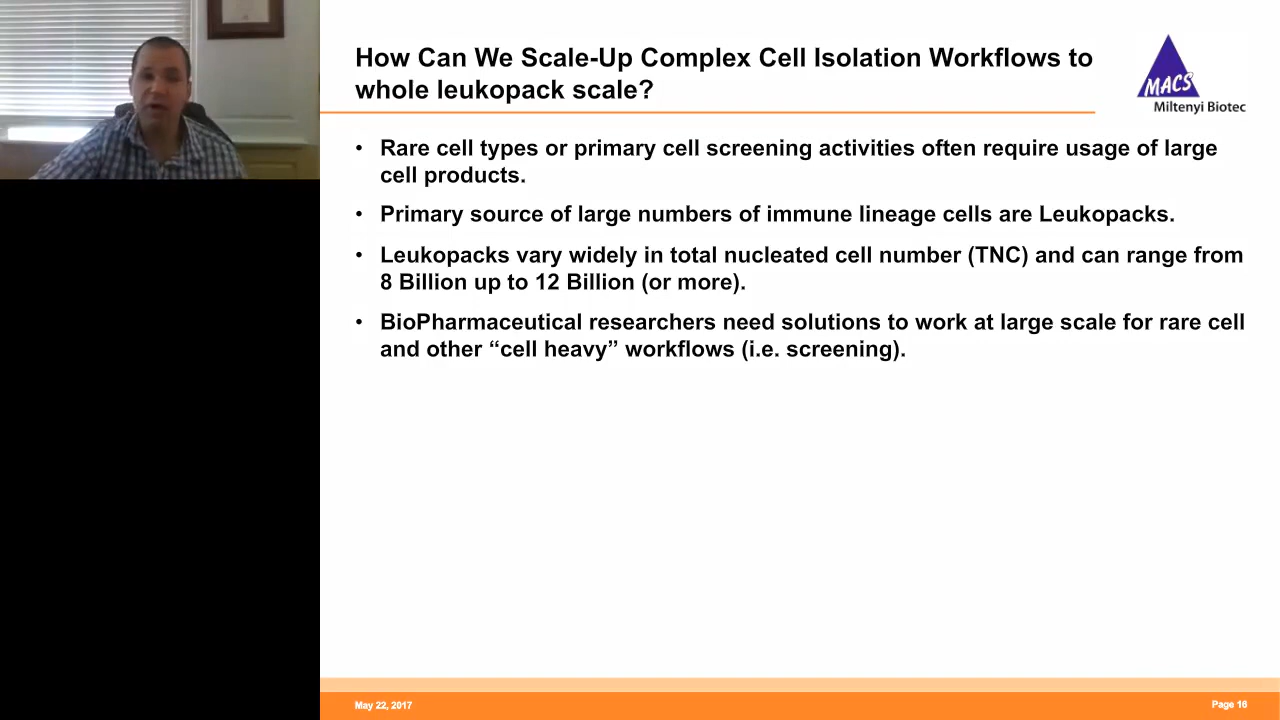 How Can We Scale-Up Complex Cell Isolation Workflows to
whole leukopack scale?
MACS
Miltenyi Biotec
• Rare cell types or primary cell screening activities often require usage of large
cell products.
• Primary source of large numbers of immune lineage cells are Leukopacks.
• Leukopacks vary widely in total nucleated cell number (TNC) and can range from
8 Billion up to 12 Billion (or more).
• BioPharmaceutical researchers need solutions to work at large scale for rare cell
and other “cell heavy” workflows (i.e. screening).
May 22, 2017
Page 16